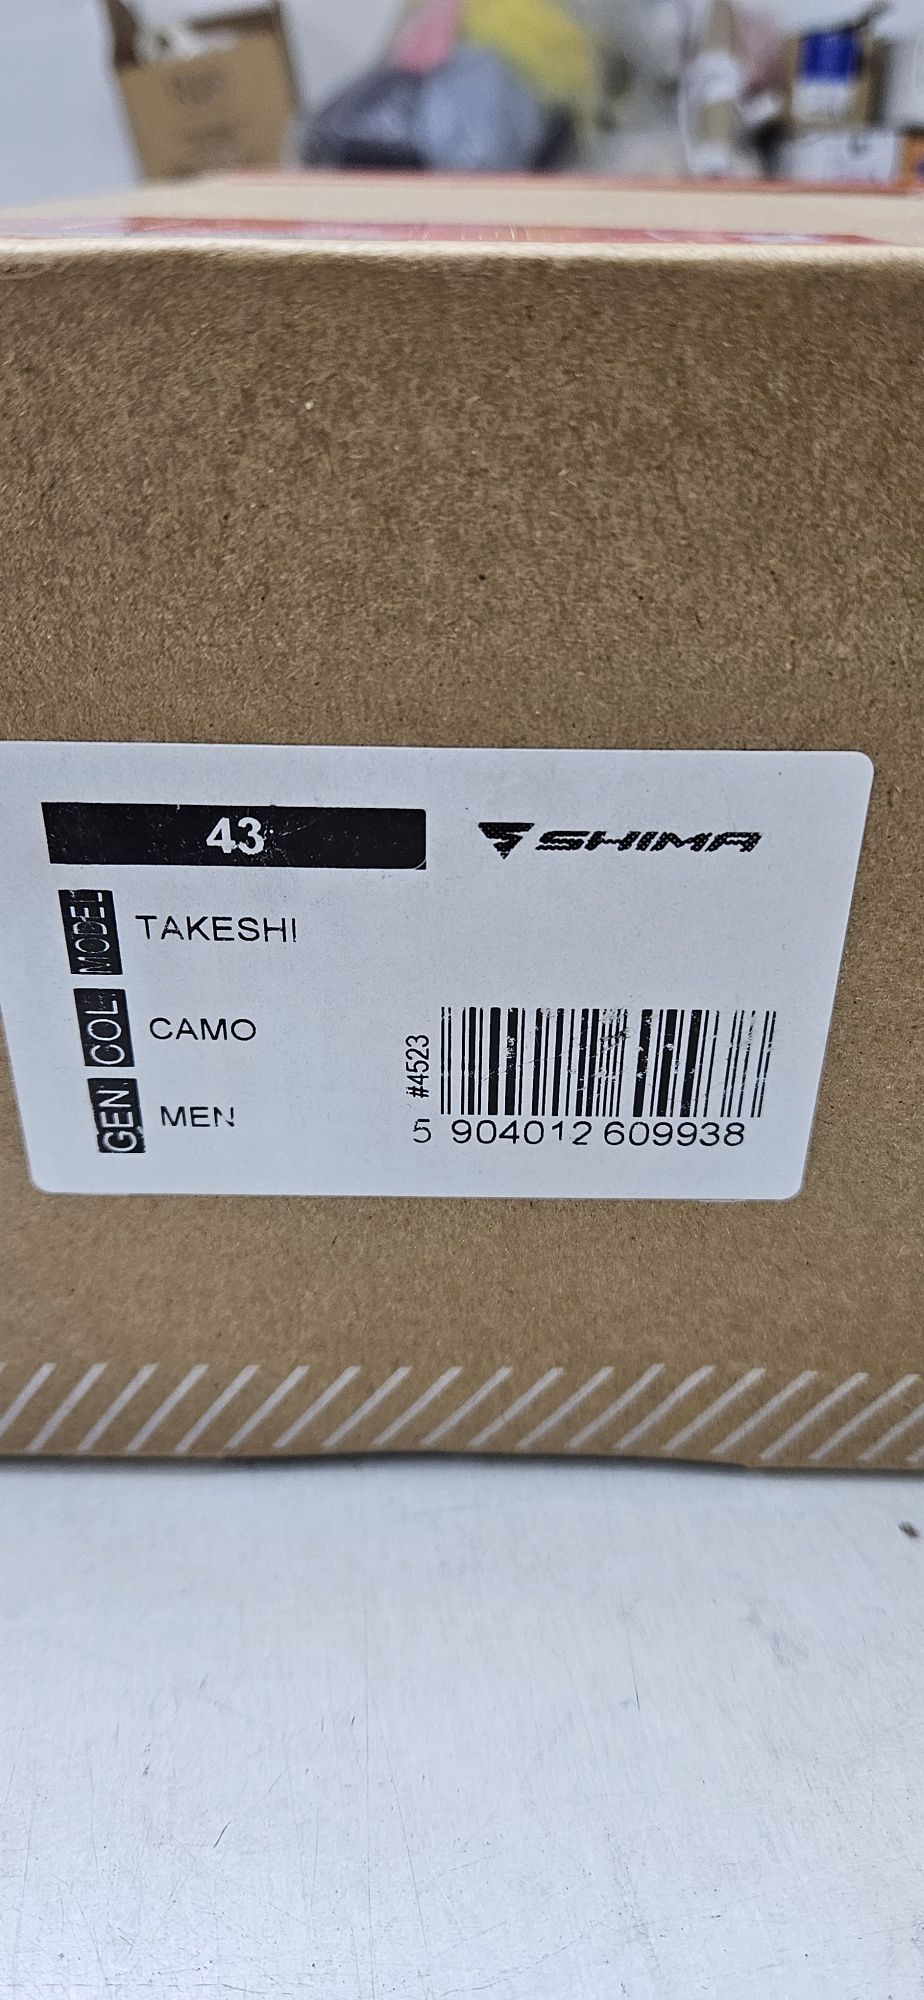 43
SHIMA
MODEL TAKESHI
COL. CAMO
GEN MEN
#4523
5 904012 609938